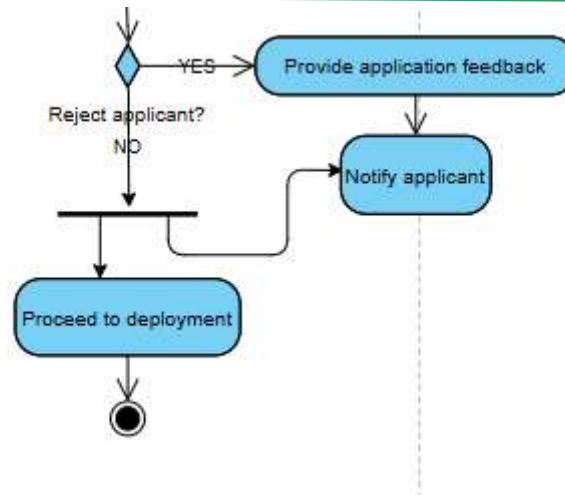 YES
Provide application feedback
Reject applicant?
NO
Notify applicant
Proceed to deployment